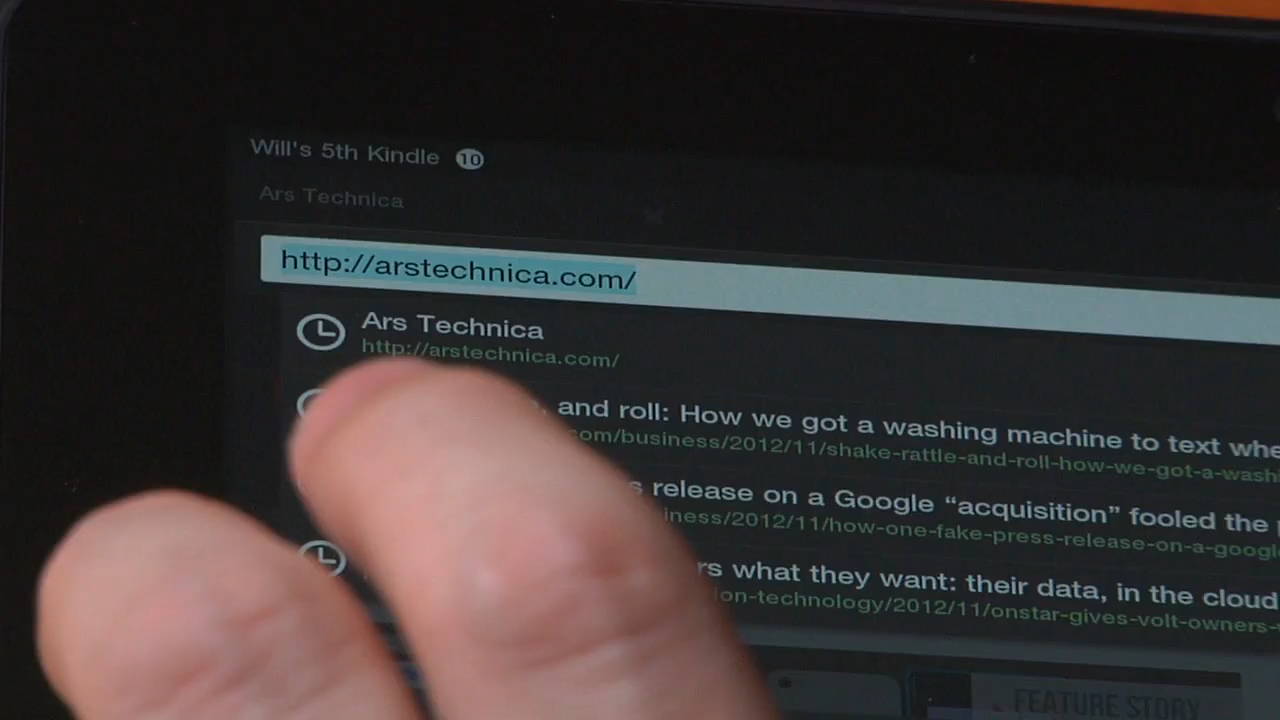 Will's 5th Kindle 10
Ars Technica
http://arstechnica.com/
Ars Technica
http://arstechnica.com/
and roll: How we got a washing machine to text
com/business/2012/11/shake-rattle-and-roll-how-we-got-a-wash
release on a Google “acquisition” fooled the
iness/2012/11/how-one-fake-press-release-on-a-googl
rs what they want: their data, in the cloud
ion-technology/2012/11/onstar-gives-volt-owners-
FEATURE STORY